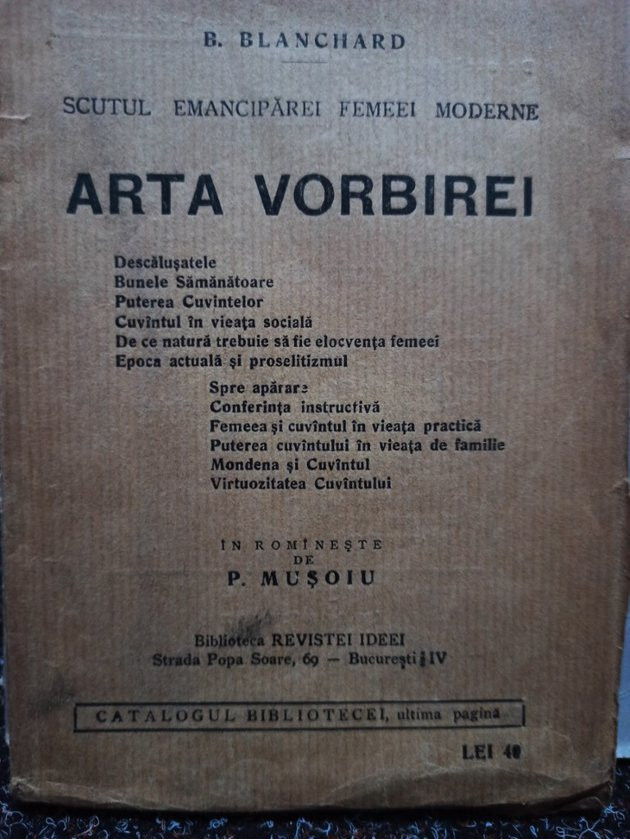 B. BLANCHARD
SCUTUL EMANCIPĂREI FEMEEI MODERNE
ARTA VORBIREI
Descălușatele
Bunele Sămănătoare
Puterea Cuvintelor
Cuvîntul în vieața socială
De ce natură trebuie să fie elocvența femeei
Epoca actuală și proselitizmul
Spre apărare
Conferința instructivă
Femeea și cuvîntul în vieața practică
Puterea cuvîntului în vieața de familie
Mondena și Cuvîntul
Virtuozitatea Cuvîntului
ÎN ROMÎNEȘTE
DE
P. MUȘOIU
Biblioteca REVISTEI IDEEI
Strada Popa Soare, 69 — București IV
CATALOGUL BIBLIOTECEI, ultima pagină
LEI 40